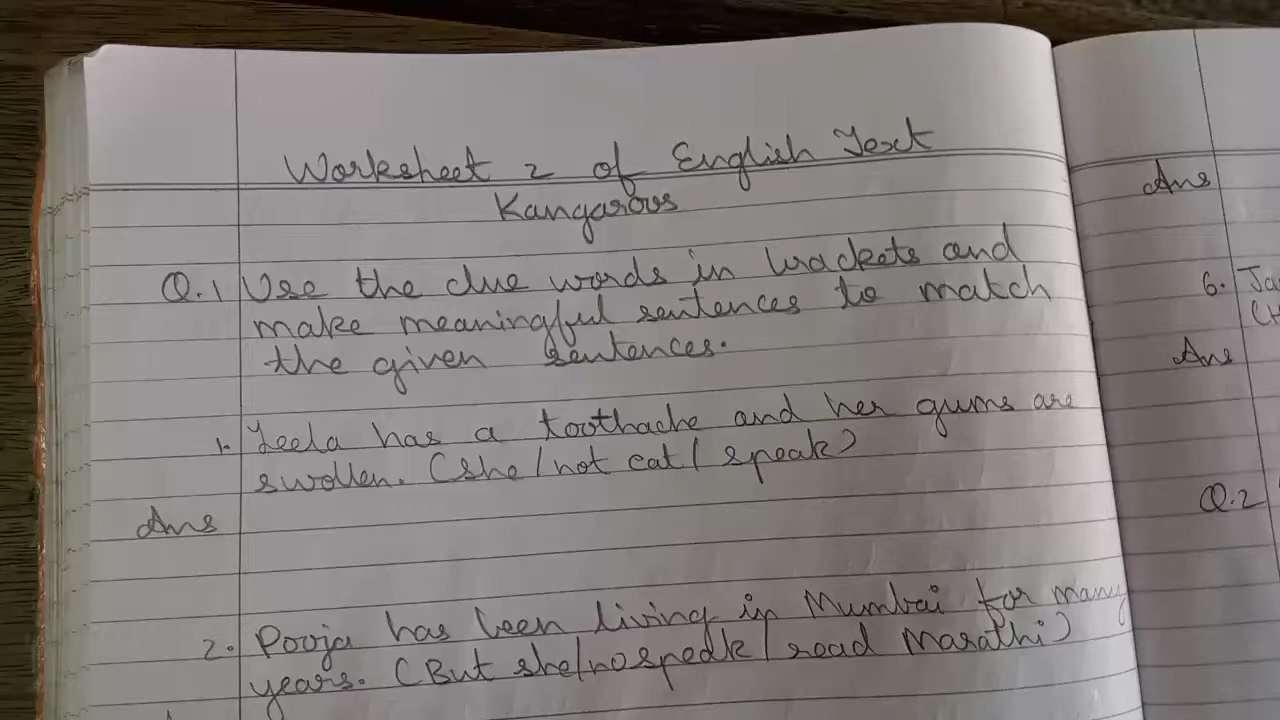 Worksheet 2 of English Text
Kangaroos
Q.1 Use the clue words in brackets and
make meaningful sentences to match
the given sentences.
1. Leela has a toothache and her gums are
swollen. (she/not eat/speak)
Ans
2. Pooja has been living in Mumbai for many
years. (But she/no speak/read Marathi)
Ans
6. Ja
Ans
Q.2